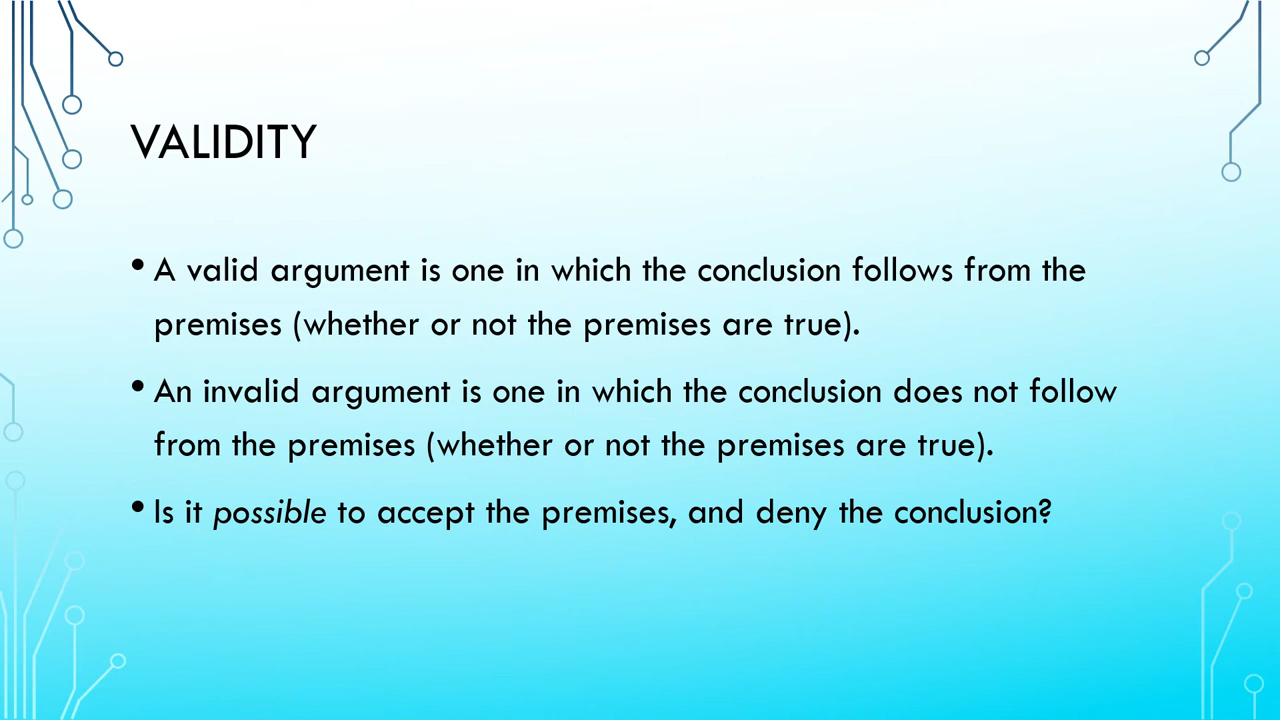 VALIDITY
• A valid argument is one in which the conclusion follows from the
premises (whether or not the premises are true).
• An invalid argument is one in which the conclusion does not follow
from the premises (whether or not the premises are true).
• Is it possible to accept the premises, and deny the conclusion?